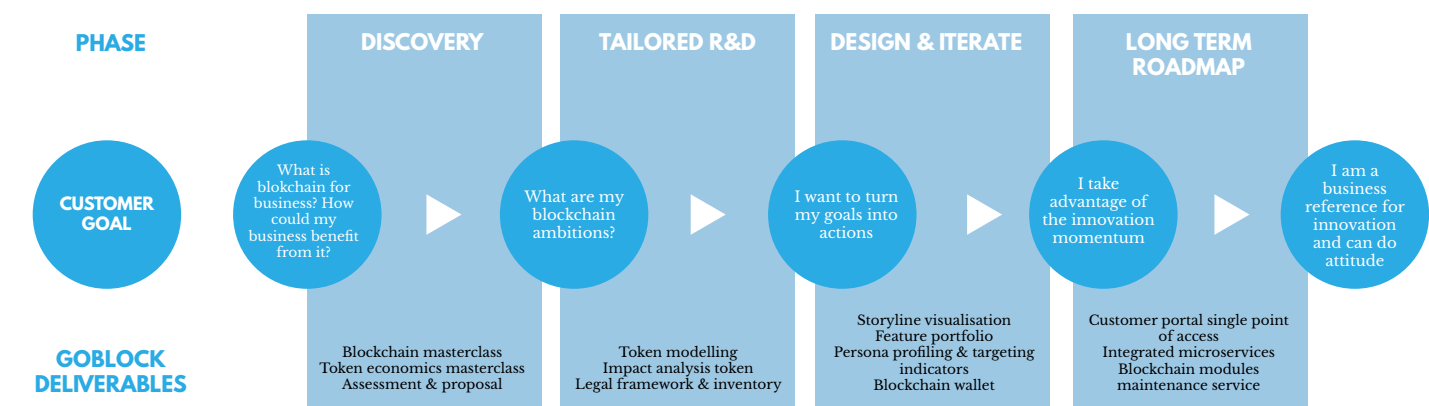 PHASE
DISCOVERY
TAILORED R&D
DESIGN & ITERATE
LONG TERM
ROADMAP
CUSTOMER
GOAL
What is
blokchain for
business? How
could my
business benefit
from it?
What are my
blockchain
ambitions?
I want to turn
my goals into
actions
I take
advantage of
the innovation
momentum
I am a
business
reference for
innovation
and can do
attitude
GOBLOCK
DELIVERABLES
Blockchain masterclass
Token economics masterclass
Assessment & proposal
Token modelling
Impact analysis token
Legal framework & inventory
Storyline visualisation
Feature portfolio
Persona profiling & targeting
indicators
Blockchain wallet
Customer portal single point
of access
Integrated microservices
Blockchain modules
maintenance service